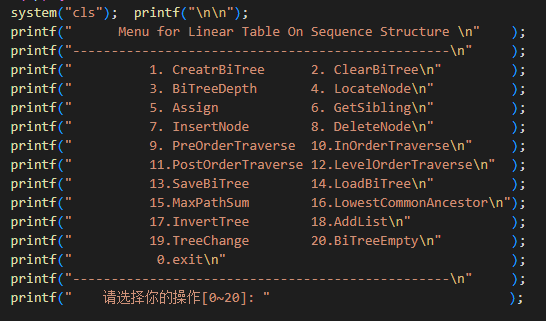 system("cls");  printf("\n\n");
printf("      Menu for Linear Table On Sequence Structure \n"    );
printf("-------------------------------------------------\n"     );
printf("          1. CreatrBiTree      2. ClearBiTree\n"         );
printf("          3. BiTreeDepth       4. LocateNode\n"          );
printf("          5. Assign            6. GetSibling\n"          );
printf("          7. InsertNode        8. DeleteNode\n"          );
printf("          9. PreOrderTraverse  10.InOrderTraverse\n"     );
printf("          11.PostOrderTraverse 12.LevelOrderTraverse\n"  );
printf("          13.SaveBiTree        14.LoadBiTree\n"          );
printf("          15.MaxPathSum        16.LowestCommonAncestor\n");
printf("          17.InvertTree        18.AddList\n"             );
printf("          19.TreeChange        20.BiTreeEmpty\n"         );
printf("           0.exit\n"                                     );
printf("-------------------------------------------------\n"     );
printf("    请选择你的操作[0~20]: "                               );